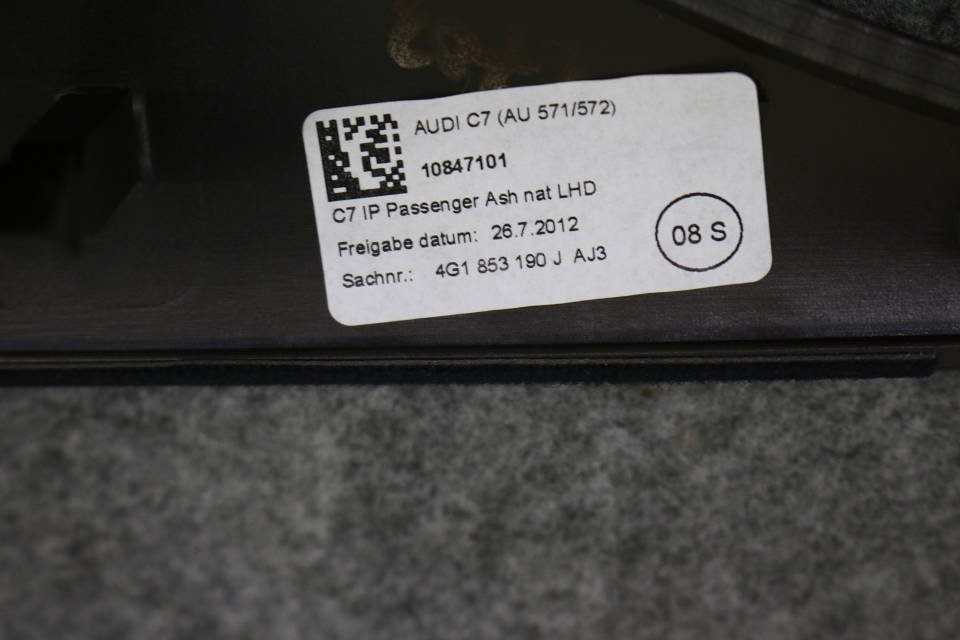 AUDI C7 (AU 571/572)
10847101
C7 IP Passenger Ash nat LHD
Freigabe datum: 26.7.2012
Sachnr.: 4G1 853 190 J AJ3
08 S